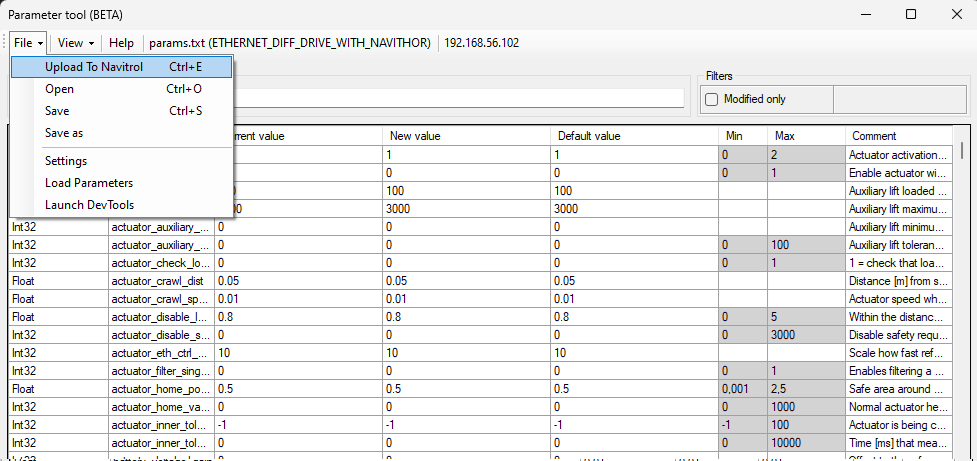 Parameter tool (BETA)
File View Help params.txt (ETHERNET_DIFF_DRIVE_WITH_NAVITHOR) 192.168.56.102
Upload To Navitrol Ctrl+E
Open Ctrl+O
Save Ctrl+S
Save as
Settings
Load Parameters
Launch DevTools
Filters
Modified only
value New value Default value Min Max Comment
1 1 0 2 Actuator activation...
0 0 0 1 Enable actuator wi...
100 100 Auxiliary lift loaded ...
3000 3000 Auxiliary lift maximu...
Int32 actuator_auxiliary_... 0 0 0 Auxiliary lift minimu...
Int32 actuator_auxiliary_... 0 0 0 0 100 Auxiliary lift toleran...
Int32 actuator_check_lo... 0 0 0 0 1 1 = check that loa...
Float actuator_crawl_dist 0.05 0.05 0.05 Distance [m] from s...
Float actuator_crawl_sp... 0.01 0.01 0.01 Actuator speed wh...
Float actuator_disable_l... 0.8 0.8 0.8 0 5 Within the distanc...
Int32 actuator_disable_s... 0 0 0 0 3000 Disable safety requ...
Int32 actuator_eth_ctrl_... 10 10 10 Scale how fast ref...
Int32 actuator_filter_sing... 0 0 0 0 1 Enables filtering a ...
Float actuator_home_po... 0.5 0.5 0.5 0,001 2,5 Safe area around ...
Int32 actuator_home_va... 0 0 0 0 1000 Normal actuator he...
Int32 actuator_inner_tol... -1 -1 -1 -1 100 Actuator is being c...
Int32 actuator_inner_tol... 0 0 0 0 10000 Time [ms] that mea...